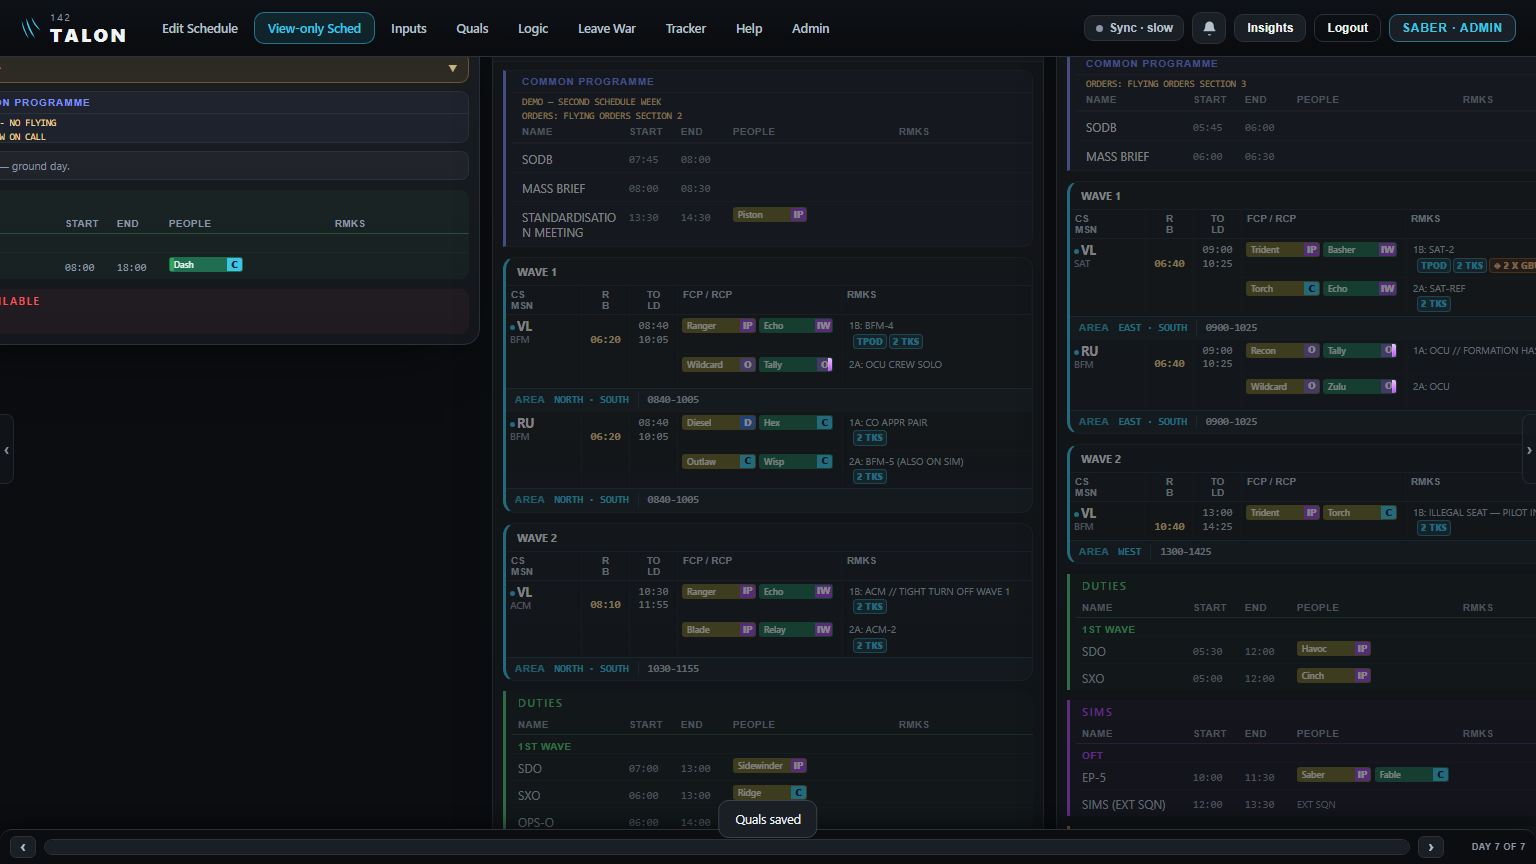 142
TALON
Edit Schedule
View-only Sched
Inputs
Quals
Logic
Leave War
Tracker
Help
Admin
Sync · slow
Insights
Logout
SABER · ADMIN
ON PROGRAMME
- NO FLYING
W ON CALL
— ground day.
START END PEOPLE RMKS
08:00 18:00 Dash C
ILABLE
COMMON PROGRAMME
DEMO — SECOND SCHEDULE WEEK
ORDERS: FLYING ORDERS SECTION 2
NAME START END PEOPLE RMKS
SODB 07:45 08:00
MASS BRIEF 08:00 08:30
STANDARDISATIO 13:30 14:30 Piston IP
N MEETING
WAVE 1
CS R TO FCP / RCP RMKS
MSN B LD
VL 08:40 Ranger IP Echo IW 1B: BFM-4
BFM 06:20 10:05 TPOD 2 TKS
Wildcard O Tally O 2A: OCU CREW SOLO
AREA NORTH · SOUTH 0840-1005
RU 08:40 Diesel D Hex C 1A: CO APPR PAIR
BFM 06:20 10:05 2 TKS
Outlaw C Wisp C 2A: BFM-5 (ALSO ON SIM)
2 TKS
AREA NORTH · SOUTH 0840-1005
WAVE 2
CS R TO FCP / RCP RMKS
MSN B LD
VL 10:30 Ranger IP Echo IW 1B: ACM // TIGHT TURN OFF WAVE 1
ACM 08:10 11:55 2 TKS
Blade IP Relay IW 2A: ACM-2
2 TKS
AREA NORTH · SOUTH 1030-1155
DUTIES
NAME START END PEOPLE RMKS
1ST WAVE
SDO 07:00 13:00 Sidewinder IP
SXO 06:00 13:00 Ridge C
OPS-O 06:00 14:00
COMMON PROGRAMME
ORDERS: FLYING ORDERS SECTION 3
NAME START END PEOPLE RMKS
SODB 05:45 06:00
MASS BRIEF 06:00 06:30
WAVE 1
CS R TO FCP / RCP RMKS
MSN B LD
VL 09:00 Trident IP Basher IW 1B: SAT-2
SAT 06:40 10:25 TPOD 2 TKS 2 X GBU
Torch C Echo IW 2A: SAT-REF
2 TKS
AREA EAST · SOUTH 0900-1025
RU 09:00 Recon O Tally O 1A: OCU // FORMATION HAS
BFM 06:40 10:25
Wildcard O Zulu O 2A: OCU
AREA EAST · SOUTH 0900-1025
WAVE 2
CS R TO FCP / RCP RMKS
MSN B LD
VL 13:00 Trident IP Torch C 1B: ILLEGAL SEAT — PILOT IN
BFM 10:40 14:25 2 TKS
AREA WEST 1300-1425
DUTIES
NAME START END PEOPLE RMKS
1ST WAVE
SDO 05:30 12:00 Havoc IP
SXO 05:00 12:00 Cinch IP
SIMS
NAME START END PEOPLE RMKS
OFT
EP-5 10:00 11:30 Saber IP Fable C
SIMS (EXT SQN) 12:00 13:30 EXT SQN
Quals saved
DAY 7 OF 7